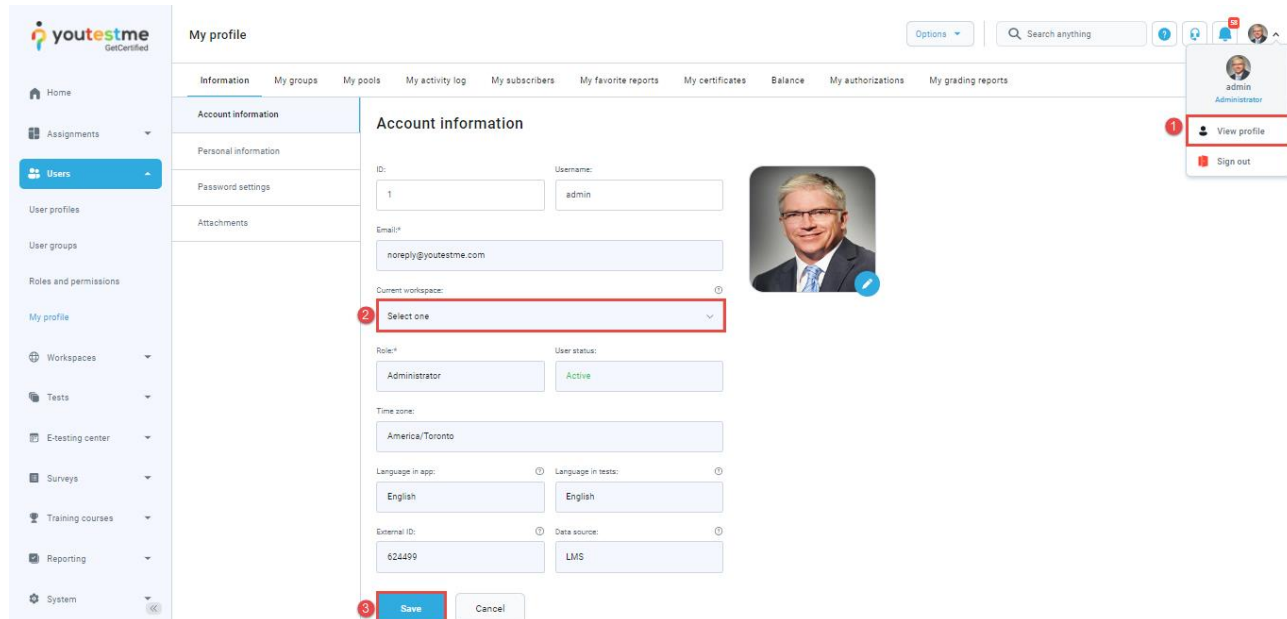 youtestme
GetCertified
My profile
Options
Search anything
58
Home
Assignments
Users
User profiles
User groups
Roles and permissions
My profile
Workspaces
Tests
E-testing center
Surveys
Training courses
Reporting
System
Information My groups My pools My activity log My subscribers My favorite reports My certificates Balance My authorizations My grading reports
admin
Administrator
1 View profile
Sign out
Account information
Personal information
Password settings
Attachments
Account information
ID: Username:
1 admin
Email:*
noreply@youtestme.com
Current workspace:
2 Select one
Role:* User status:
Administrator Active
Time zone:
America/Toronto
Language in app: Language in tests:
English English
External ID: Data source:
624499 LMS
3 Save Cancel